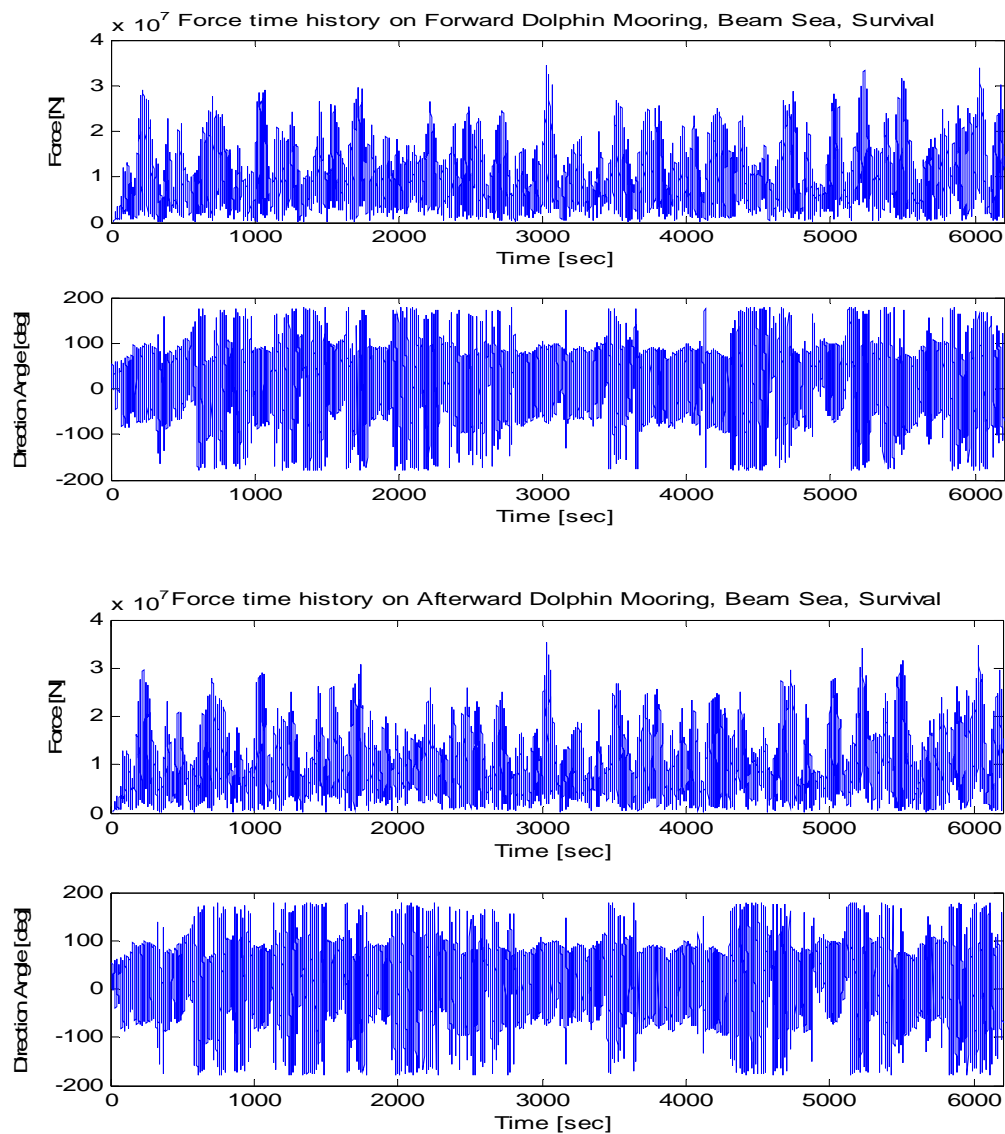 x 10⁷ Force time history on Forward Dolphin Mooring, Beam Sea, Survival
4
3
2
1
0
Force[N]
0 1000 2000 3000 4000 5000 6000
Time [sec]
200
100
0
-100
-200
Direction Angle[deg]
0 1000 2000 3000 4000 5000 6000
Time [sec]
x 10⁷ Force time history on Afterward Dolphin Mooring, Beam Sea, Survival
4
3
2
1
0
Force[N]
0 1000 2000 3000 4000 5000 6000
Time [sec]
200
100
0
-100
-200
Direction Angle[deg]
0 1000 2000 3000 4000 5000 6000
Time [sec]